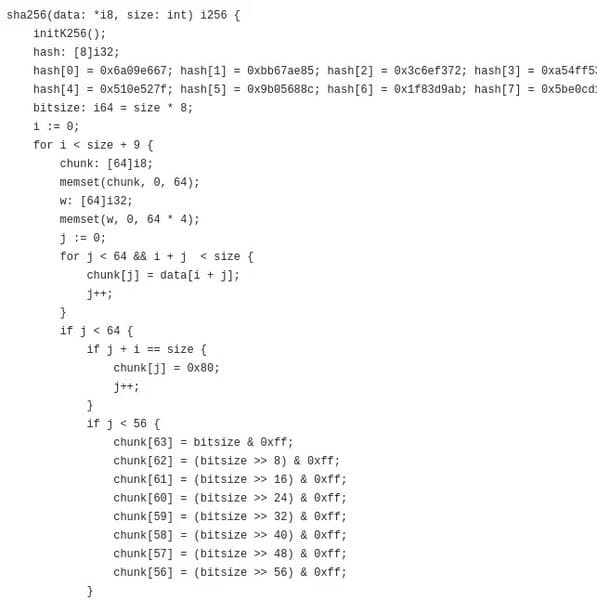 sha256(data: *i8, size: int) i256 {
    initK256();
    hash: [8]i32;
    hash[0] = 0x6a09e667; hash[1] = 0xbb67ae85; hash[2] = 0x3c6ef372; hash[3] = 0xa54ff53
    hash[4] = 0x510e527f; hash[5] = 0x9b05688c; hash[6] = 0x1f83d9ab; hash[7] = 0x5be0cd
    bitsize: i64 = size * 8;
    i := 0;
    for i < size + 9 {
        chunk: [64]i8;
        memset(chunk, 0, 64);
        w: [64]i32;
        memset(w, 0, 64 * 4);
        j := 0;
        for j < 64 && i + j  < size {
            chunk[j] = data[i + j];
            j++;
        }
        if j < 64 {
            if j + i == size {
                chunk[j] = 0x80;
                j++;
            }
            if j < 56 {
                chunk[63] = bitsize & 0xff;
                chunk[62] = (bitsize >> 8) & 0xff;
                chunk[61] = (bitsize >> 16) & 0xff;
                chunk[60] = (bitsize >> 24) & 0xff;
                chunk[59] = (bitsize >> 32) & 0xff;
                chunk[58] = (bitsize >> 40) & 0xff;
                chunk[57] = (bitsize >> 48) & 0xff;
                chunk[56] = (bitsize >> 56) & 0xff;
            }